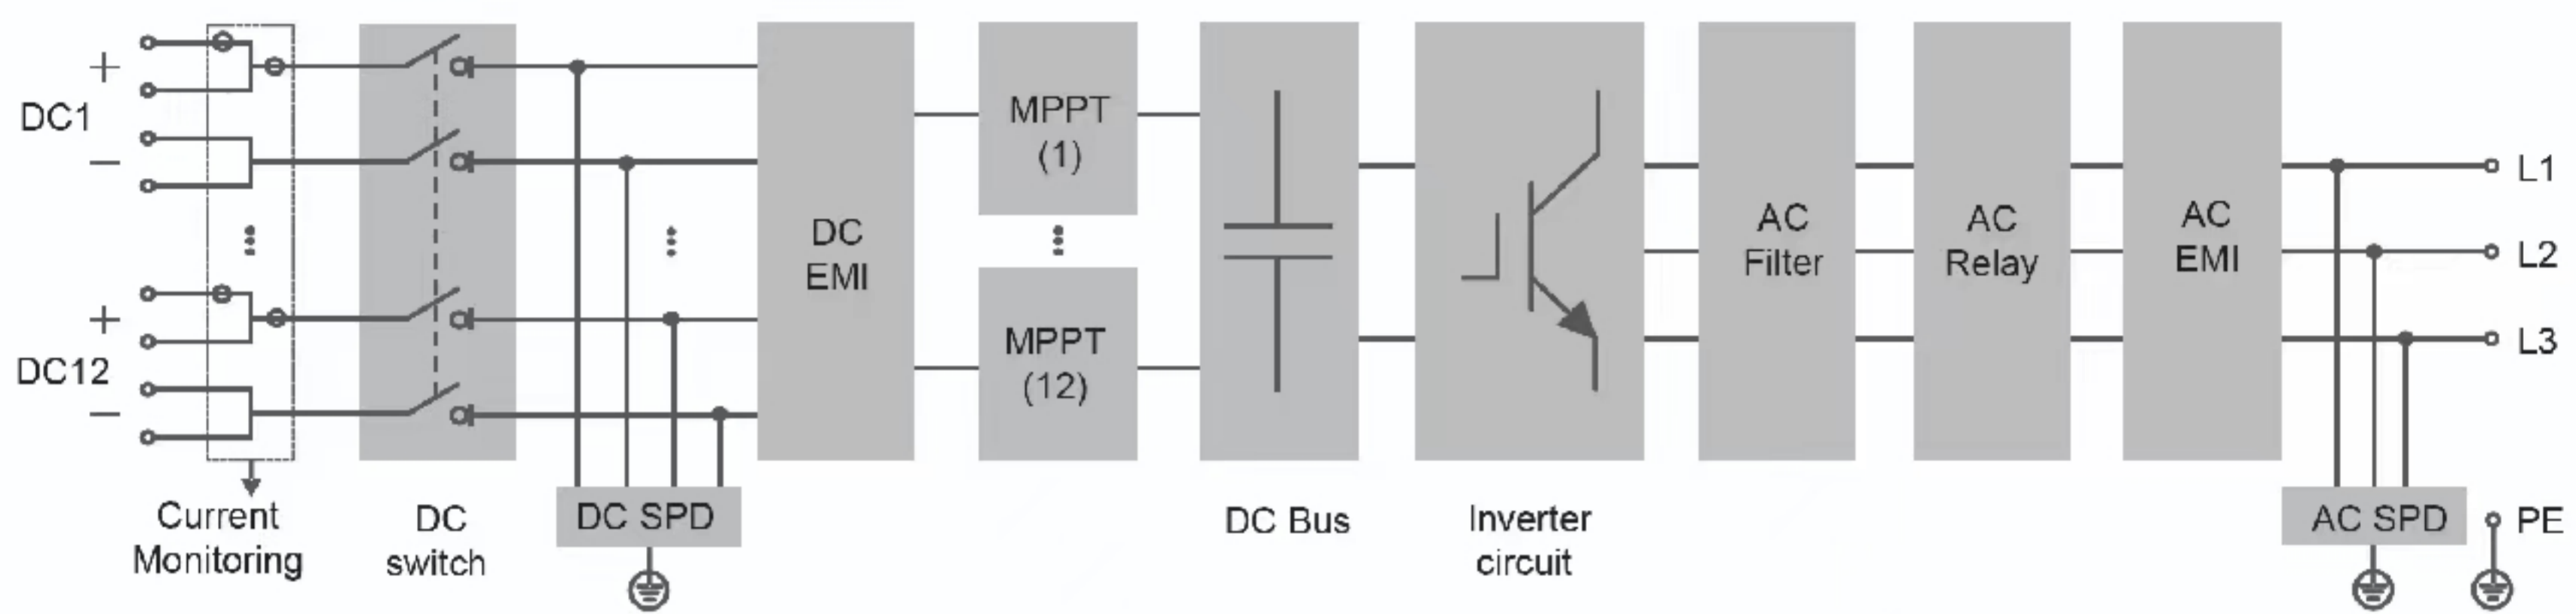 +
DC1
−
+
DC12
−
Current
Monitoring
DC
switch
DC SPD
DC
EMI
MPPT
(1)
MPPT
(12)
DC Bus
Inverter
circuit
AC
Filter
AC
Relay
AC
EMI
L1
L2
L3
AC SPD
PE